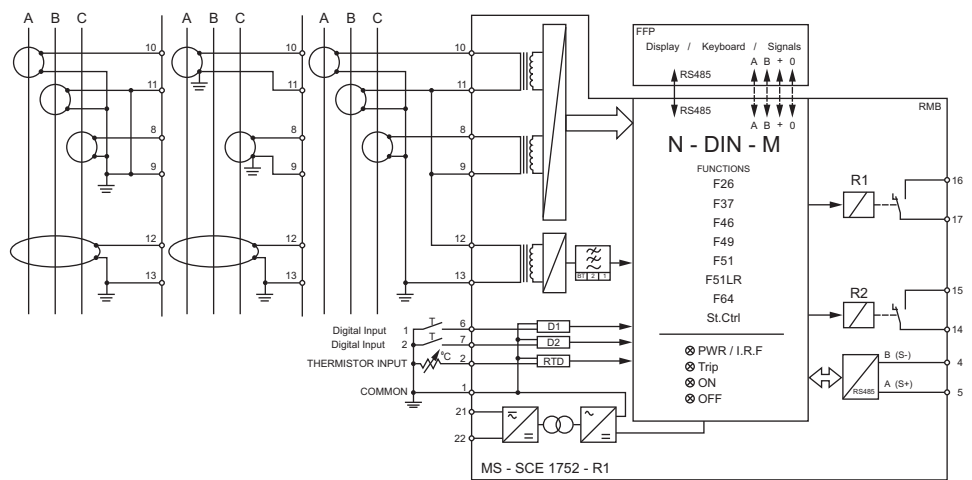 A B C
A B C
A B C
10
11
8
9
12
13
10
11
8
9
12
13
10
11
8
9
12
13
FFP
Display / Keyboard / Signals
RS485
A B + 0
RS485
A B + 0
RMB
N - DIN - M
FUNCTIONS
F26
F37
F46
F49
F51
F51LR
F64
St.Ctrl
PWR / I.R.F
Trip
ON
OFF
BT 2 1
R1
16
17
R2
15
14
B (S-)
4
RS485
A (S+)
5
Digital Input 1 T 6 D1
Digital Input 2 T 7 D2
THERMISTOR INPUT °C 2 RTD
COMMON 1
21
22
MS - SCE 1752 - R1